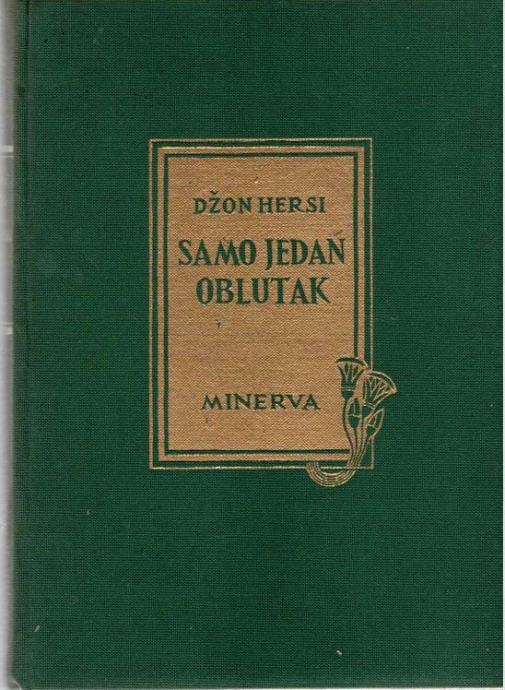 DŽON HERSI
SAMO JEDAN
OBLUTAK
MINERVA